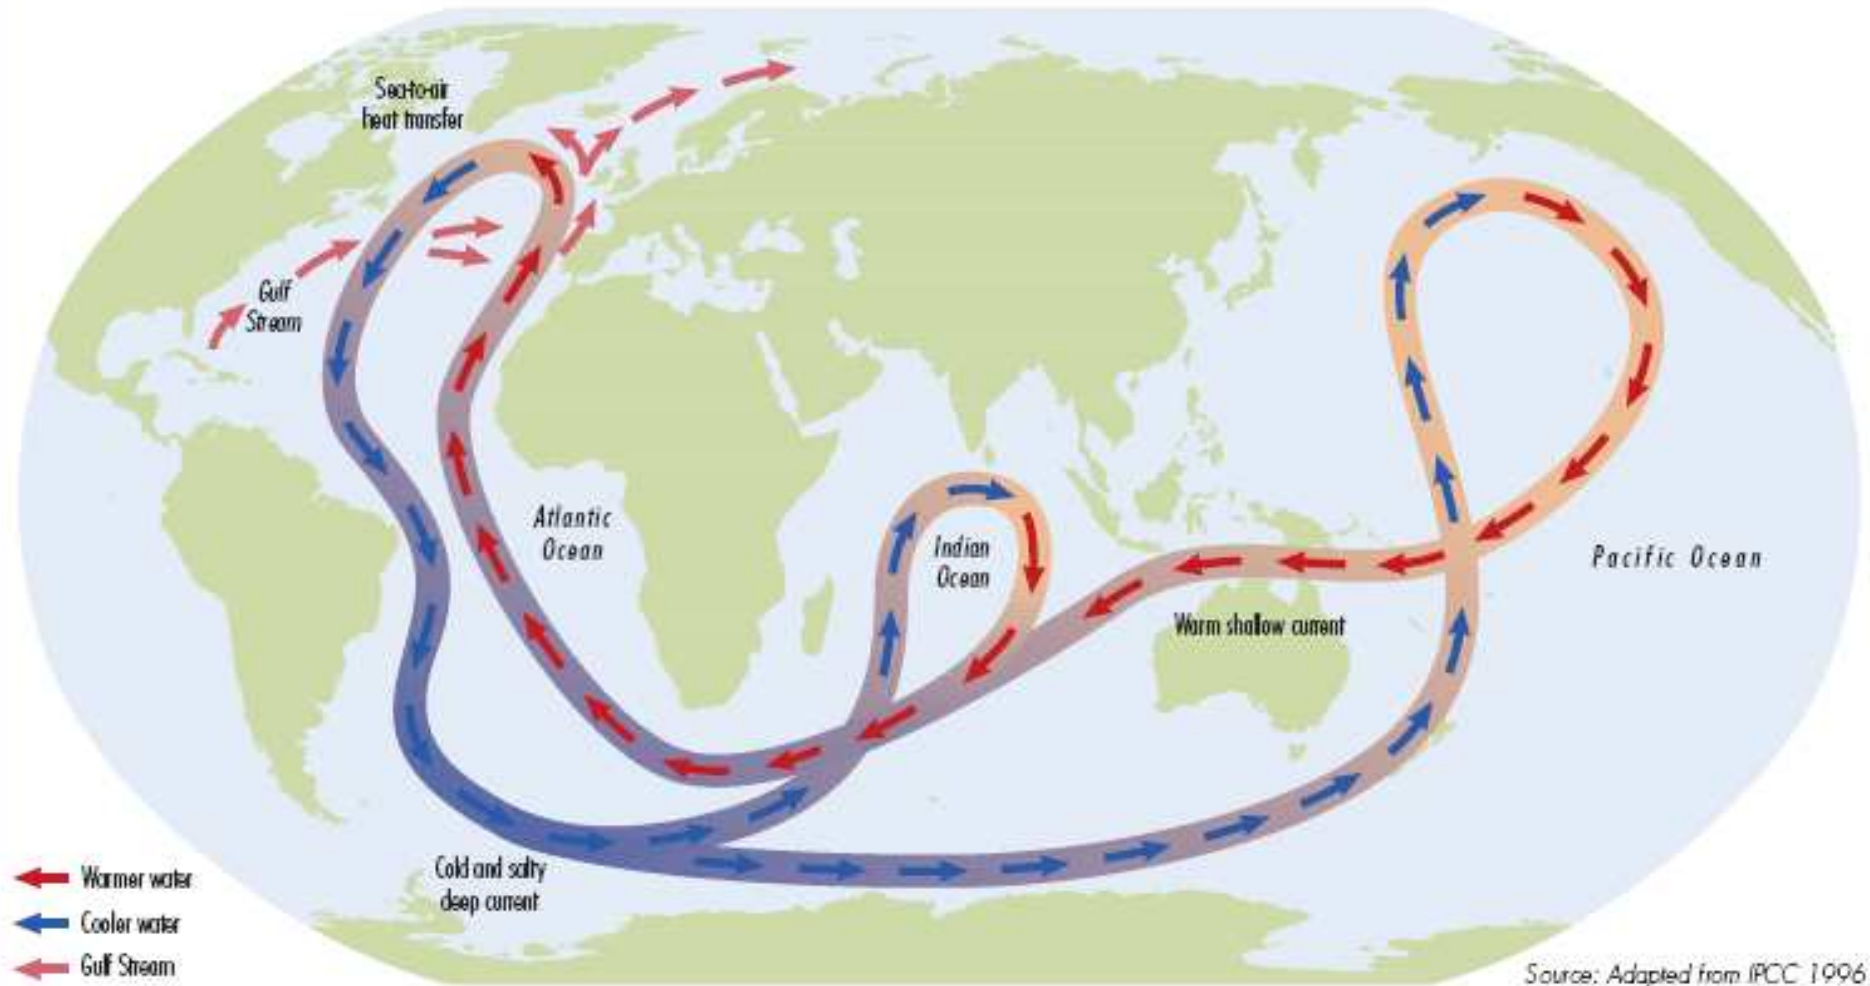 Sea-to-air
heat transfer
Gulf
Stream
Atlantic
Ocean
Indian
Ocean
Pacific Ocean
Warm shallow current
Cold and salty
deep current
Warmer water
Cooler water
Gulf Stream
Source: Adapted from IPCC 1996